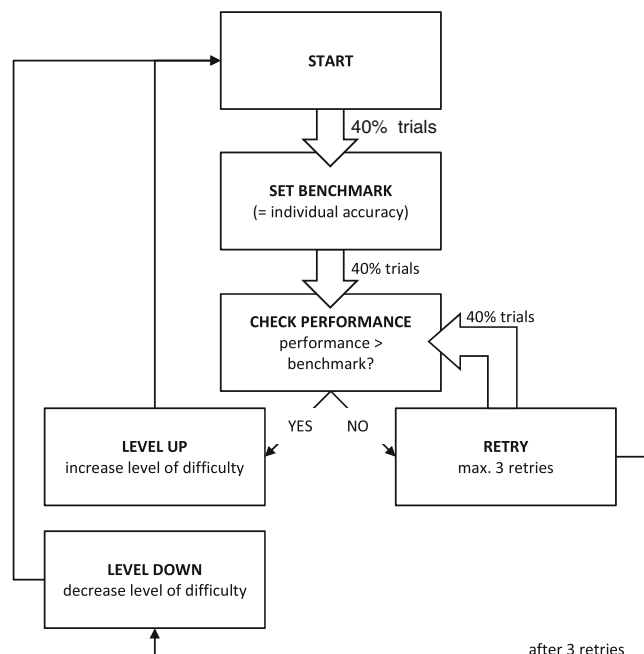 START
40% trials
SET BENCHMARK
(= individual accuracy)
40% trials
CHECK PERFORMANCE
performance >
benchmark?
40% trials
YES
NO
LEVEL UP
increase level of difficulty
RETRY
max. 3 retries
LEVEL DOWN
decrease level of difficulty
after 3 retries